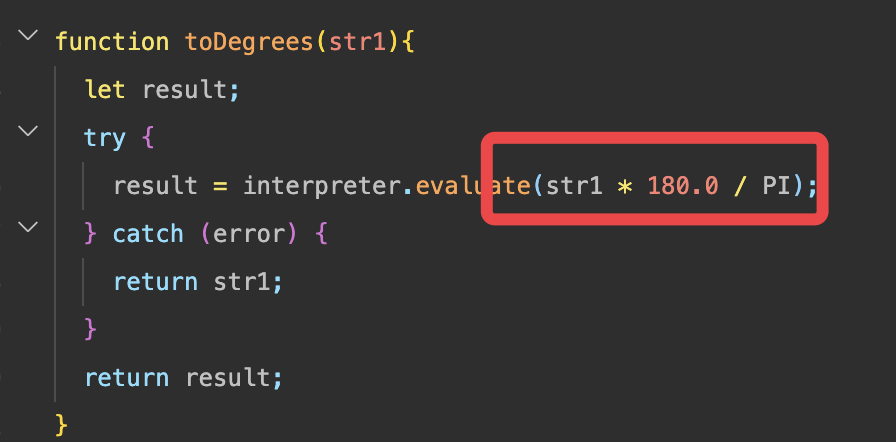 function toDegrees(str1){
let result;
try {
result = interpreter.evaluate(str1 * 180.0 / PI);
} catch (error) {
return str1;
}
return result;
}